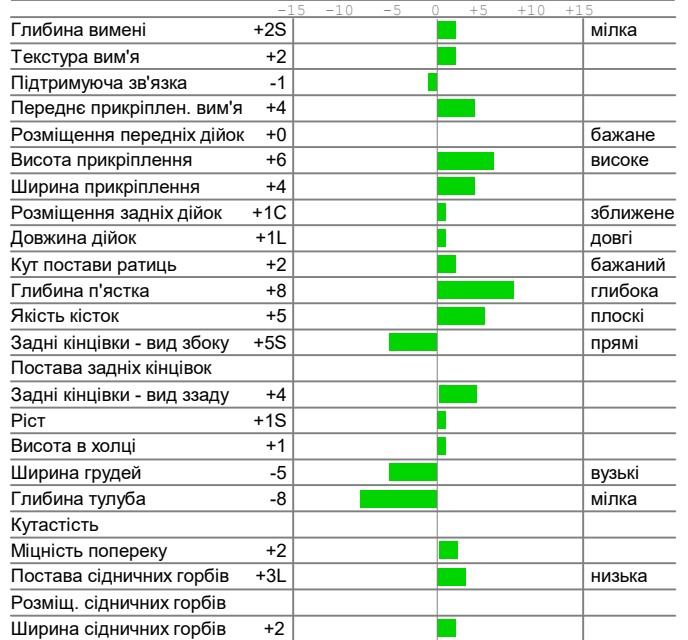 -15 -10 -5 0 +5 +10 +15
Глибина вимені +2S мілка
Текстура вим'я +2
Підтримуюча зв'язка -1
Переднє прикріплен. вим'я +4
Розміщення передніх дійок +0 бажане
Висота прикріплення +6 високе
Ширина прикріплення +4
Розміщення задніх дійок +1C зближене
Довжина дійок +1L довгі
Кут постави ратиць +2 бажаний
Глибина п'ястка +8 глибока
Якість кісток +5 плоскі
Задні кінцівки - вид збоку +5S прямі
Постава задніх кінцівок
Задні кінцівки - вид ззаду +4
Ріст +1S
Висота в холці +1
Ширина грудей -5 вузькі
Глибина тулуба -8 мілка
Кутастість
Міцність попереку +2
Постава сідничних горбів +3L низька
Розміщ. сідничних горбів
Ширина сідничних горбів +2